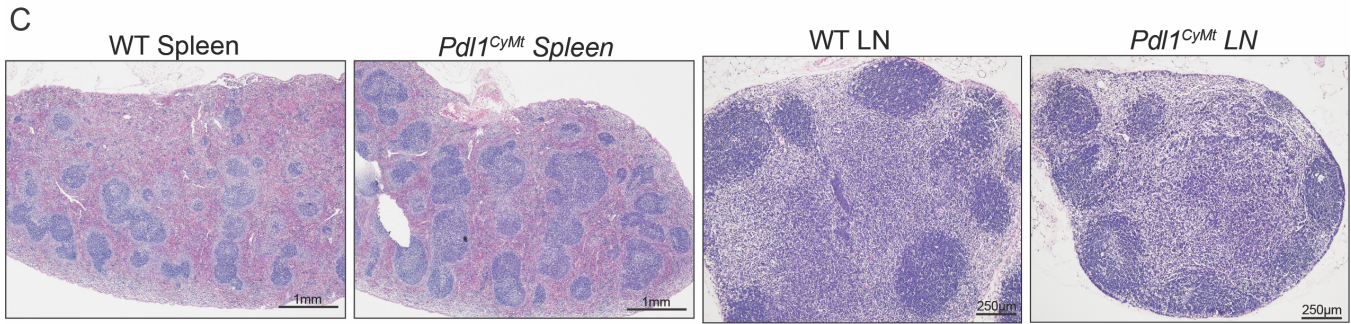 C
WT Spleen
Pdl1CyMt Spleen
WT LN
Pdl1CyMt LN
1mm
1mm
250µm
250µm